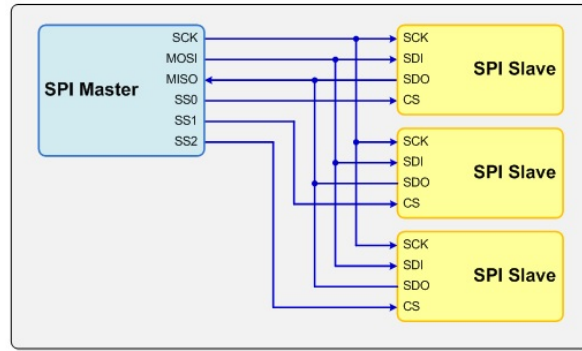 SPI Master
SCK
MOSI
MISO
SS0
SS1
SS2
SCK
SDI
SDO
CS
SPI Slave
SCK
SDI
SDO
CS
SPI Slave
SCK
SDI
SDO
CS
SPI Slave